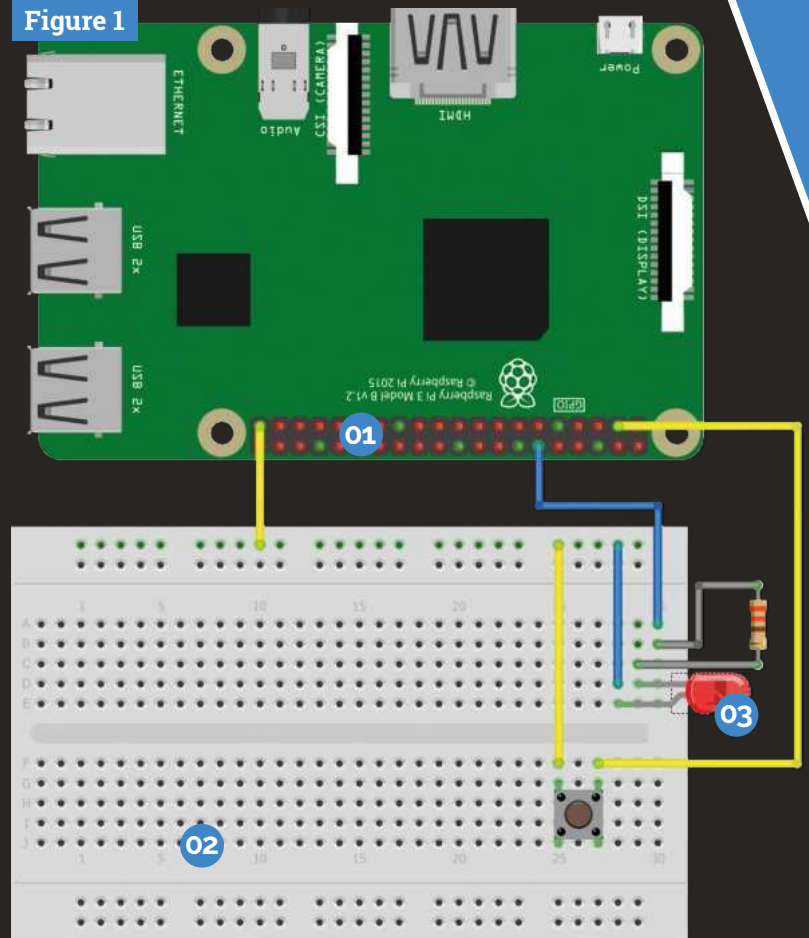 Figure 1
ETHERNET
Audio
CSI (CAMERA)
HDMI
Power
USB 2x
DSI (DISPLAY)
USB 2x
Raspberry Pi 3 Model B v1.2
© Raspberry Pi 2015
GPIO
01
1 5 10 15 20
A
B
C
D
E
03
F
G
H
I
J
02
1 5 10 15 20 25 30